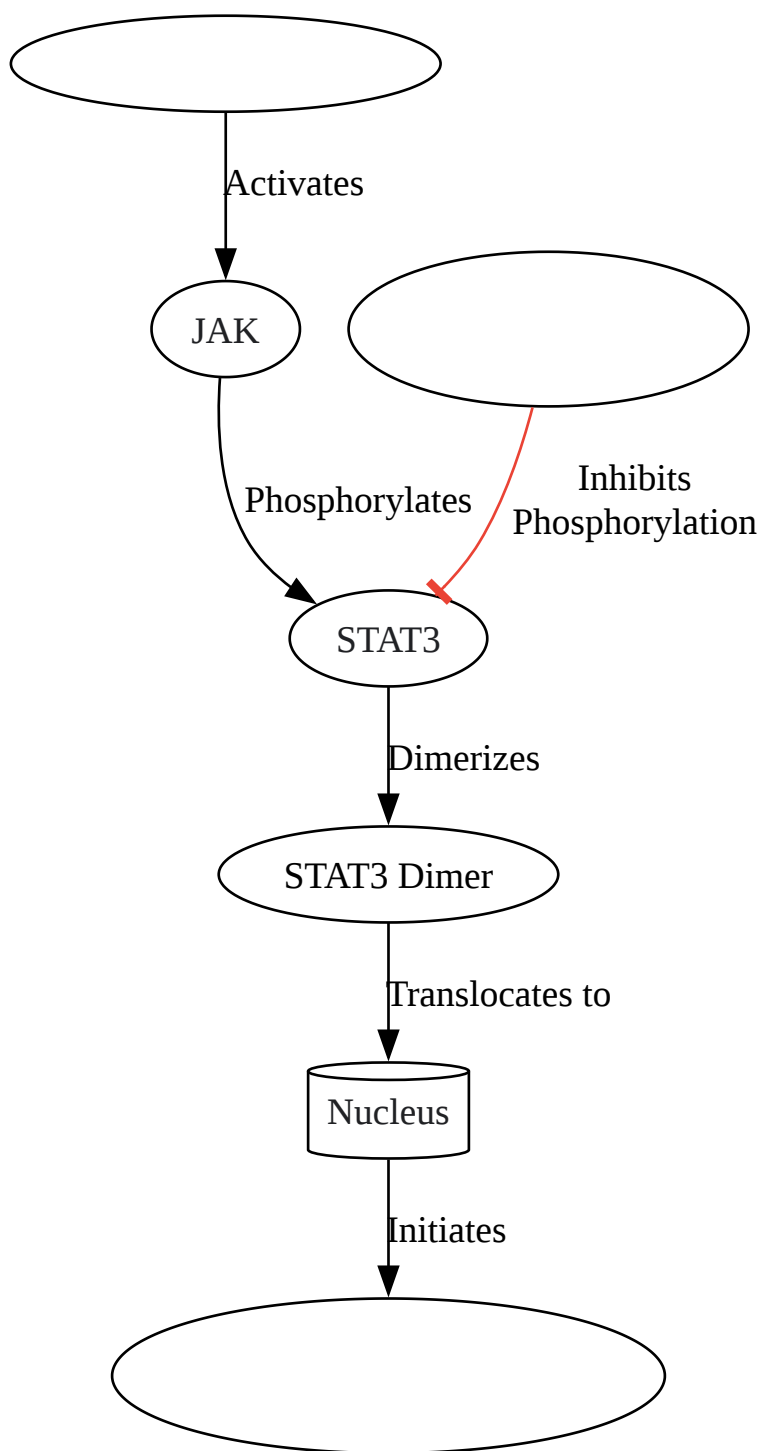 Activates
JAK
Phosphorylates
Inhibits
Phosphorylation
STAT3
Dimerizes
STAT3 Dimer
Translocates to
Nucleus
Initiates